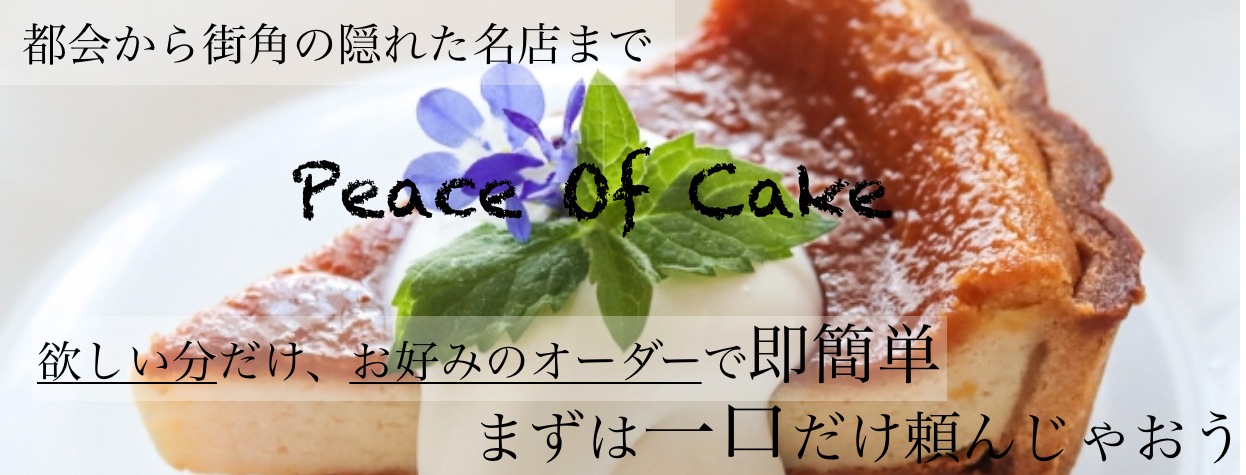 都会から街角の隠れた名店まで
Peace Of Cake
欲しい分だけ、お好みのオーダーで即簡単
まずは一口だけ頼んじゃおう